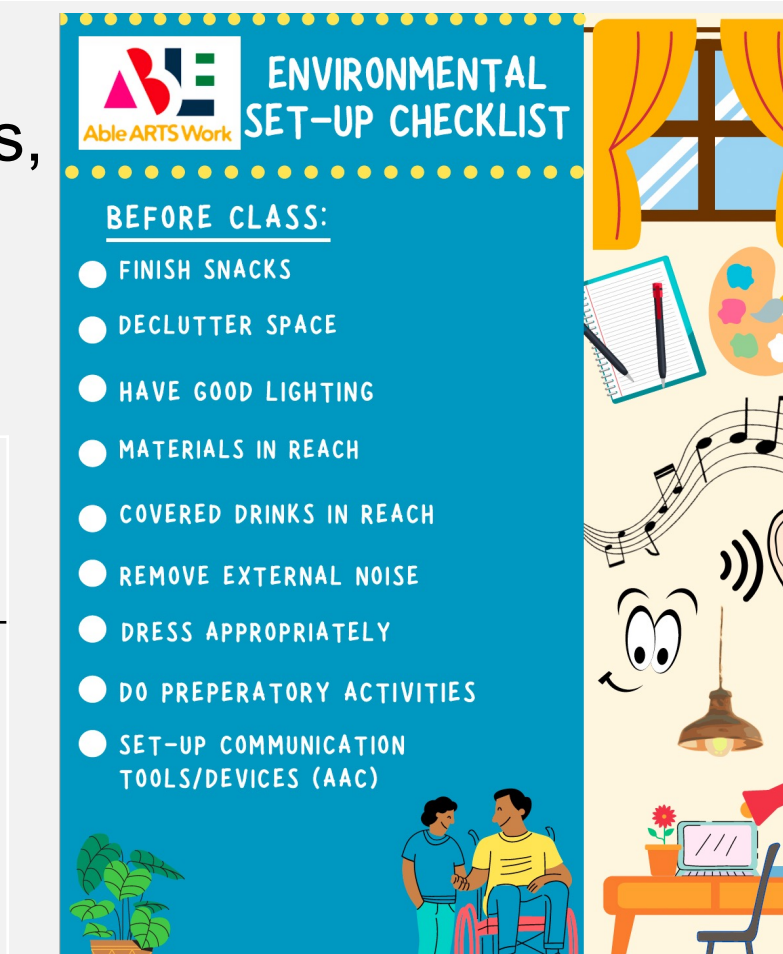 s,
ABLE
Able ARTS Work
ENVIRONMENTAL
SET-UP CHECKLIST
BEFORE CLASS:
FINISH SNACKS
DECLUTTER SPACE
HAVE GOOD LIGHTING
MATERIALS IN REACH
COVERED DRINKS IN REACH
REMOVE EXTERNAL NOISE
DRESS APPROPRIATELY
DO PREPERATORY ACTIVITIES
SET-UP COMMUNICATION
TOOLS/DEVICES (AAC)